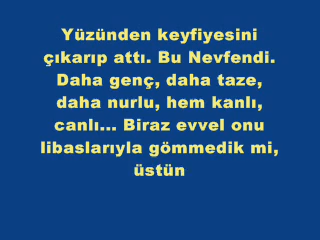 Yüzünden keyfiyesini
çıkarıp attı. Bu Nevfendi.
Daha genç, daha taze,
daha nurlu, hem kanlı,
canlı... Biraz evvel onu
libaslarıyla gömmedik mi,
üstün